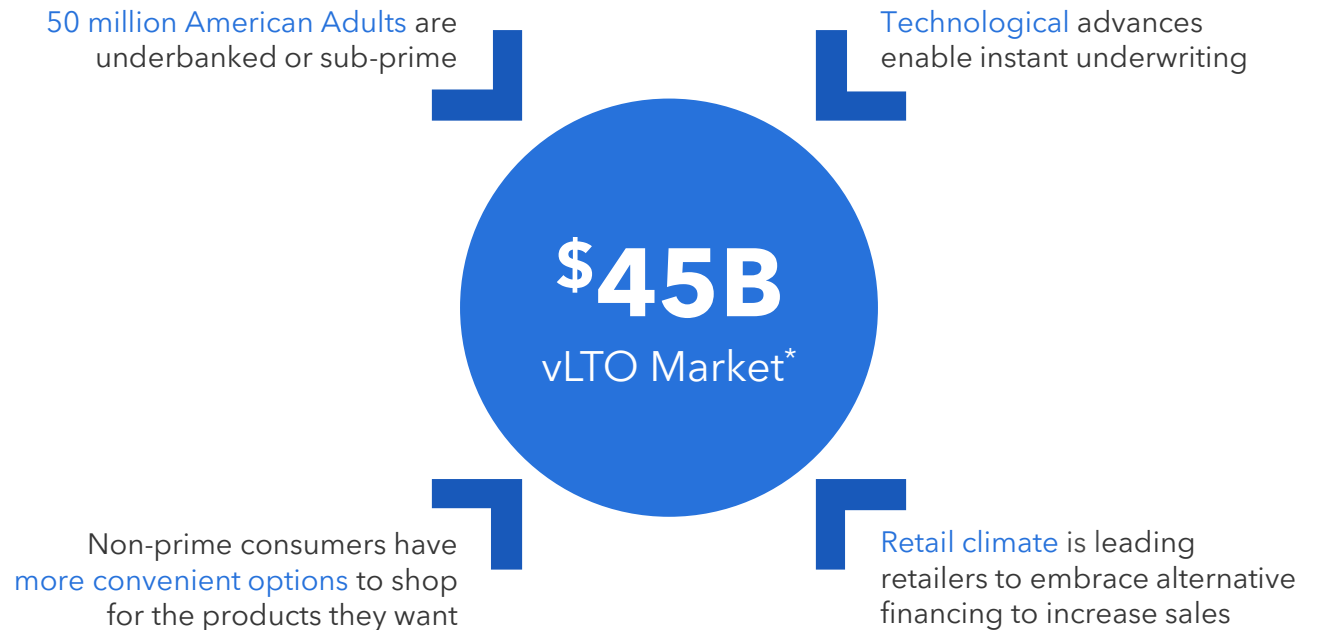 50 million American Adults are
underbanked or sub-prime
Technological advances
enable instant underwriting
$45B
vLTO Market*
Non-prime consumers have
more convenient options to shop
for the products they want
Retail climate is leading
retailers to embrace alternative
financing to increase sales